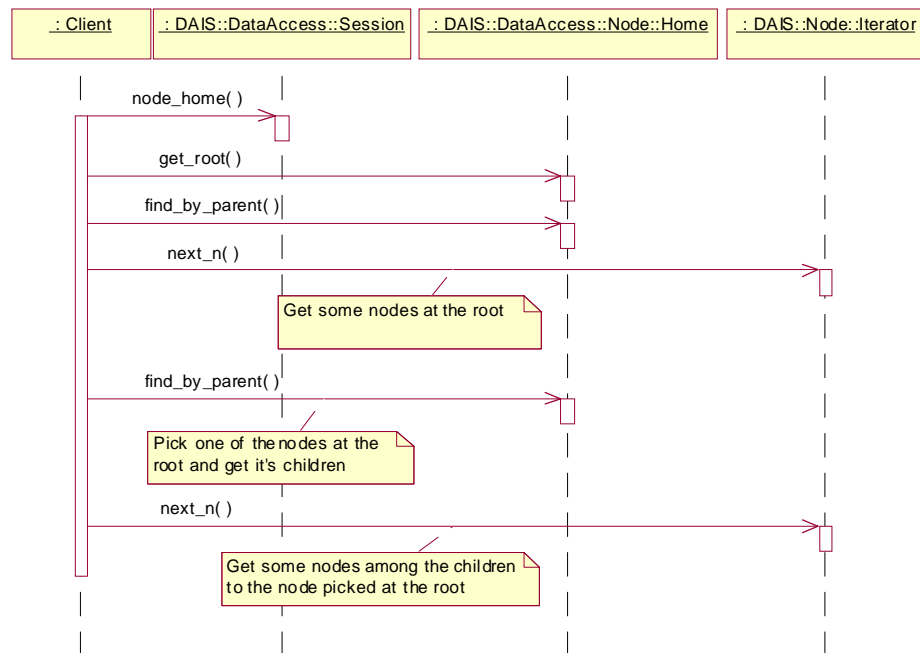 : Client
: DAIS::DataAccess::Session
: DAIS::DataAccess::Node::Home
: DAIS::Node::Iterator
node_home( )
get_root( )
find_by_parent( )
next_n( )
Get some nodes at the root
find_by_parent( )
Pick one of the nodes at the
root and get it's children
next_n( )
Get some nodes among the children
to the node picked at the root